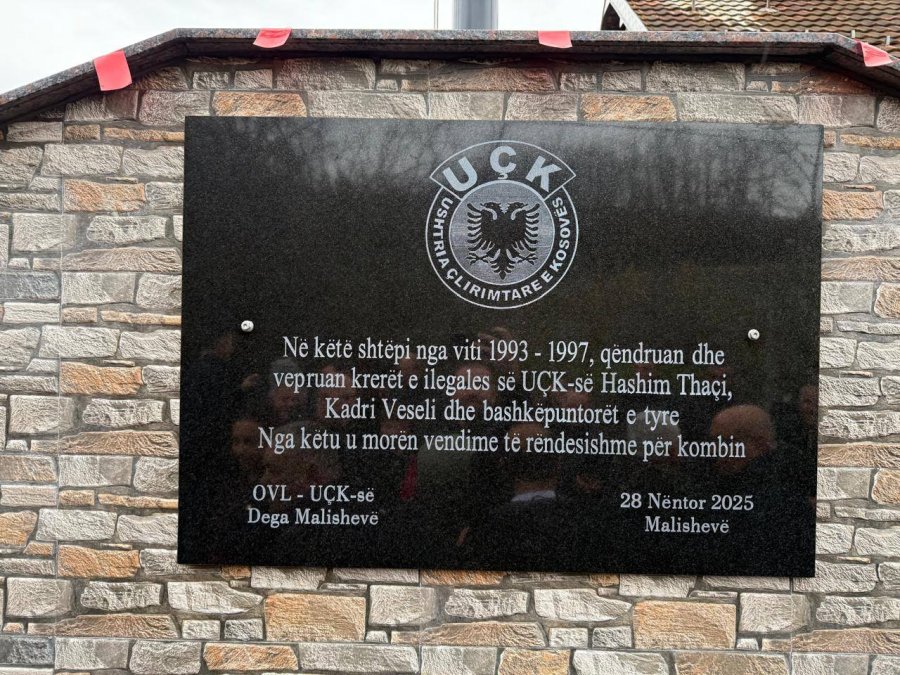 UÇK
USHTRIA ÇLIRIMTARE E KOSOVËS
Në këtë shtëpi nga viti 1993 - 1997, qëndruan dhe
vepruan krerët e ilegales së UÇK-së Hashim Thaçi,
Kadri Veseli dhe bashkëpuntorët e tyre
Nga këtu u morën vendime të rëndesishme për kombin
OVL - UÇK-së
Dega Malishevë
28 Nëntor 2025
Malishevë